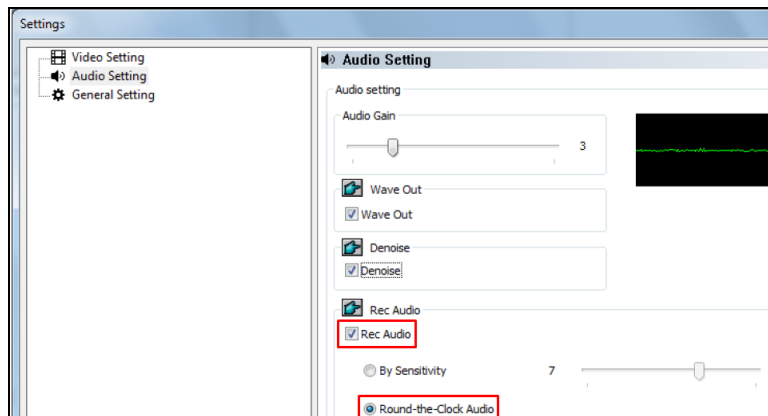 Settings
Video Setting
Audio Setting
General Setting
Audio Setting
Audio setting
Audio Gain
3
Wave Out
Wave Out
Denoise
Denoise
Rec Audio
Rec Audio
By Sensitivity 7
Round-the-Clock Audio